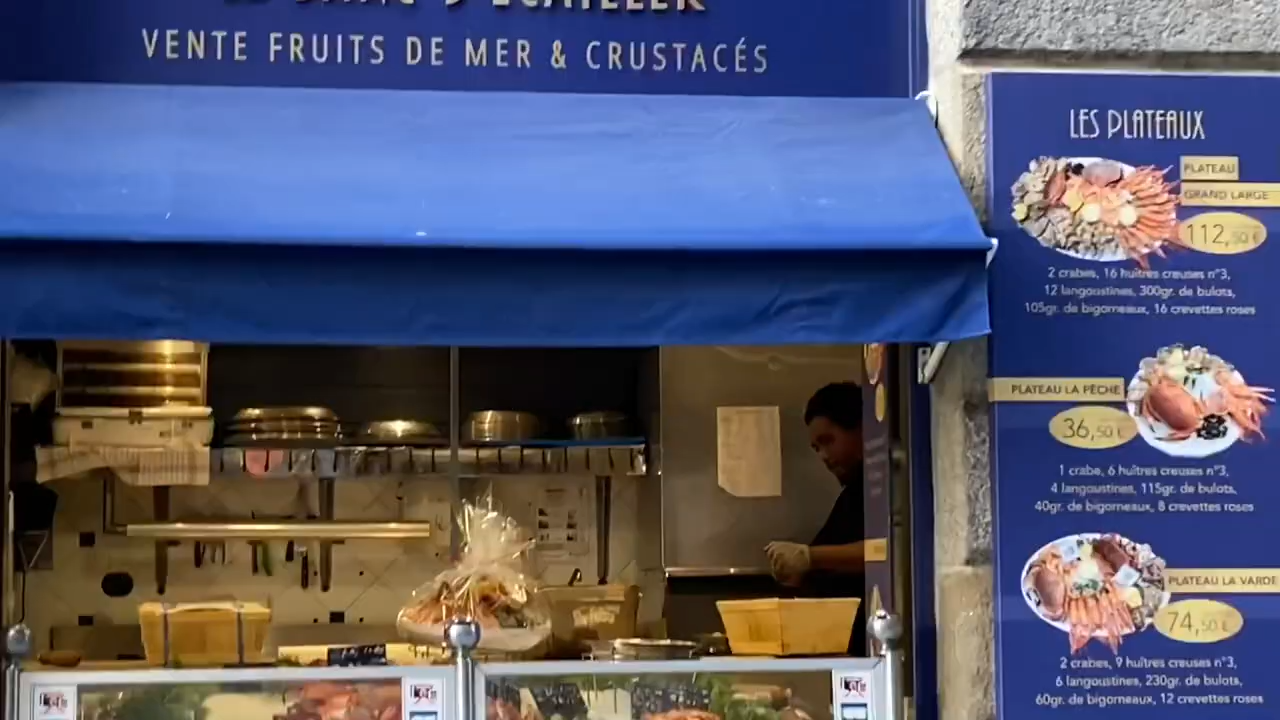 VENTE FRUITS DE MER & CRUSTACÉS
LES PLATEAUX
PLATEAU
GRAND LARGE
112,50 €
2 crabes, 16 huîtres creuses n°3,
12 langoustines, 300gr. de bulots,
105gr. de bigorneaux, 16 crevettes roses
PLATEAU LA PÊCHE
36,50 €
1 crabe, 6 huîtres creuses n°3,
4 langoustines, 115gr. de bulots,
40gr. de bigorneaux, 8 crevettes roses
PLATEAU LA VARDE
74,50 €
2 crabes, 9 huîtres creuses n°3,
6 langoustines, 230gr. de bulots,
60gr. de bigorneaux, 12 crevettes roses